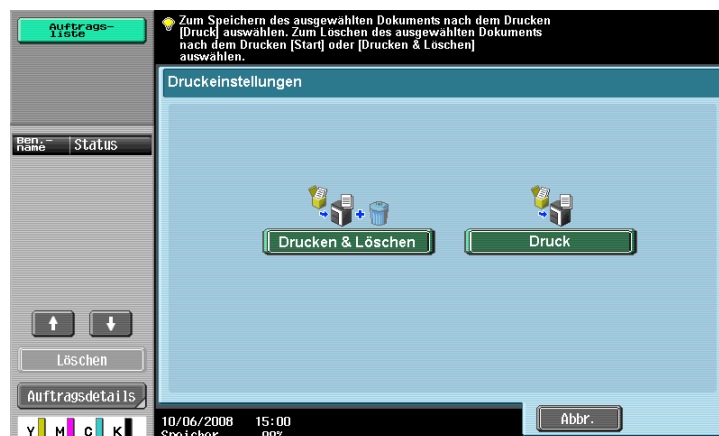 Auftrags-
liste
Zum Speichern des ausgewählten Dokuments nach dem Drucken
[Druck] auswählen. Zum Löschen des ausgewählten Dokuments
nach dem Drucken [Start] oder [Drucken & Löschen]
auswählen.
Druckeinstellungen
Ben.-
name
Status
Drucken & Löschen
Druck
Löschen
Auftragsdetails
Abbr.
10/06/2008 15:00
Speicher 99%
Y M C K